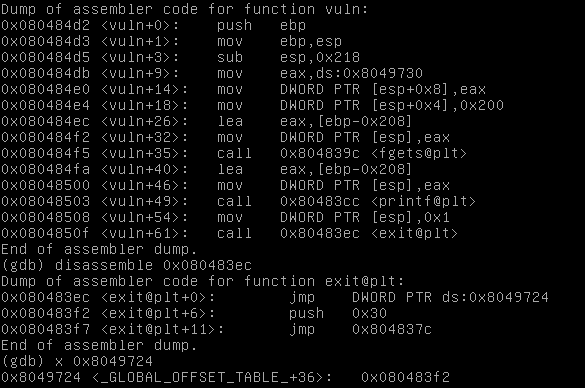 Dump of assembler code for function vuln:
0x080484d2 <vuln+0>: push ebp
0x080484d3 <vuln+1>: mov ebp,esp
0x080484d5 <vuln+3>: sub esp,0x218
0x080484db <vuln+9>: mov eax,ds:0x8049730
0x080484e0 <vuln+14>: mov DWORD PTR [esp+0x8],eax
0x080484e4 <vuln+18>: mov DWORD PTR [esp+0x4],0x200
0x080484ec <vuln+26>: lea eax,[ebp-0x208]
0x080484f2 <vuln+32>: mov DWORD PTR [esp],eax
0x080484f5 <vuln+35>: call 0x804839c <fgets@plt>
0x080484fa <vuln+40>: lea eax,[ebp-0x208]
0x08048500 <vuln+46>: mov DWORD PTR [esp],eax
0x08048503 <vuln+49>: call 0x80483cc <printf@plt>
0x08048508 <vuln+54>: mov DWORD PTR [esp],0x1
0x0804850f <vuln+61>: call 0x80483ec <exit@plt>
End of assembler dump.
(gdb) disassemble 0x080483ec
Dump of assembler code for function exit@plt:
0x080483ec <exit@plt+0>: jmp DWORD PTR ds:0x8049724
0x080483f2 <exit@plt+6>: push 0x30
0x080483f7 <exit@plt+11>: jmp 0x804837c
End of assembler dump.
(gdb) x 0x8049724
0x8049724 <_GLOBAL_OFFSET_TABLE_+36>: 0x080483f2